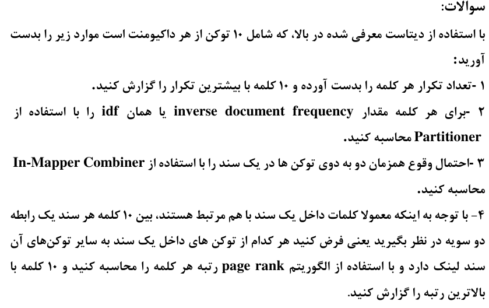 سوالات:
با استفاده از دیتاست معرفی شده در بالا، که شامل ۱۰ توکن از هر داکیومنت است موارد زیر را بدست
آورید:
۱ -تعداد تکرار هر کلمه را بدست آورده و ۱۰ کلمه با بیشترین تکرار را گزارش کنید.
۲ -برای هر کلمه مقدار inverse document frequency یا همان idf را با استفاده از
Partitioner محاسبه کنید.
۳ -احتمال وقوع همزمان دو به دوی توکن ها در یک سند را با استفاده از In-Mapper Combiner
محاسبه کنید.
۴- با توجه به اینکه معمولا کلمات داخل یک سند با هم مرتبط هستند، بین ۱۰ کلمه هر سند یک رابطه
دو سویه در نظر بگیرید یعنی فرض کنید هر کدام از توکن های داخل یک سند به سایر توکن‌های آن
سند لینک دارد و با استفاده از الگوریتم page rank رتبه هر کلمه را محاسبه کنید و ۱۰ کلمه با
بالاترین رتبه را گزارش کنید.